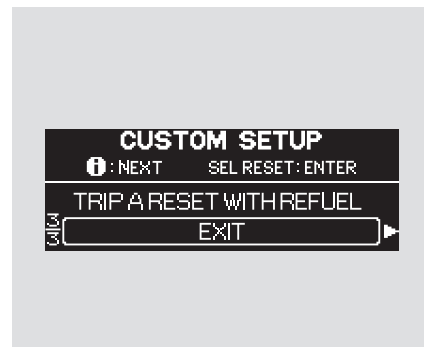 CUSTOM SETUP
i : NEXT SEL RESET: ENTER
TRIP A RESET WITH REFUEL
3/3 EXIT